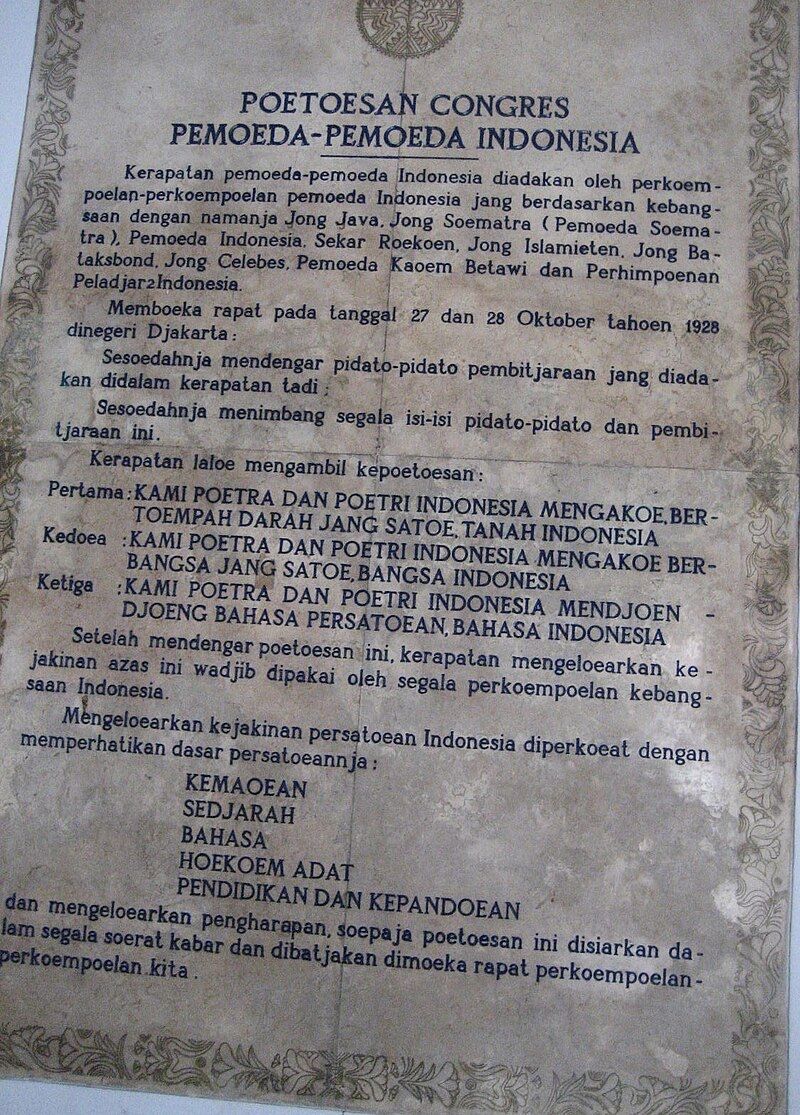 POETOESAN CONGRES
PEMOEDA-PEMOEDA INDONESIA
Kerapatan pemoeda-pemoeda Indonesia diadakan oleh perkoem-
poelan-perkoempoelan pemoeda Indonesia jang berdasarkan kebang-
saan dengan namanja Jong Java, Jong Soematra (Pemoeda Soema-
tra), Pemoeda Indonesia, Sekar Roekoen, Jong Islamieten, Jong Ba-
taksbond, Jong Celebes, Pemoeda Kaoem Betawi dan Perhimpoenan
Peladjar2Indonesia.
Memboeka rapat pada tanggal 27 dan 28 Oktober tahoen 1928
dinegeri Djakarta:
Sesoedahnja mendengar pidato-pidato pembitjaraan jang diada-
kan didalam kerapatan tadi;
Sesoedahnja menimbang segala isi-isi pidato-pidato dan pembi-
tjaraan ini.
Kerapatan laloe mengambil kepoetoesan:
Pertama:KAMI POETRA DAN POETRI INDONESIA MENGAKOE,BER-
TOEMPAH DARAH JANG SATOE,TANAH INDONESIA
Kedoea :KAMI POETRA DAN POETRI INDONESIA MENGAKOE BER-
BANGSA JANG SATOE,BANGSA INDONESIA
Ketiga :KAMI POETRA DAN POETRI INDONESIA MENDJOEN -
DJOENG BAHASA PERSATOEAN, BAHASA INDONESIA
Setelah mendengar poetoesan ini, kerapatan mengeloearkan ke-
jakinan azas ini wadjib dipakai oleh segala perkoempoelan kebang-
saan Indonesia.
Mengeloearkan kejakinan persatoean Indonesia diperkoeat dengan
memperhatikan dasar persatoeannja:
KEMAOEAN
SEDJARAH
BAHASA
HOEKOEM ADAT
PENDIDIKAN DAN KEPANDOEAN
dan mengeloearkan pengharapan, soepaja poetoesan ini disiarkan da-
lam segala soerat kabar dan dibatjakan dimoeka rapat perkoempoelan-
perkoempoelan kita.